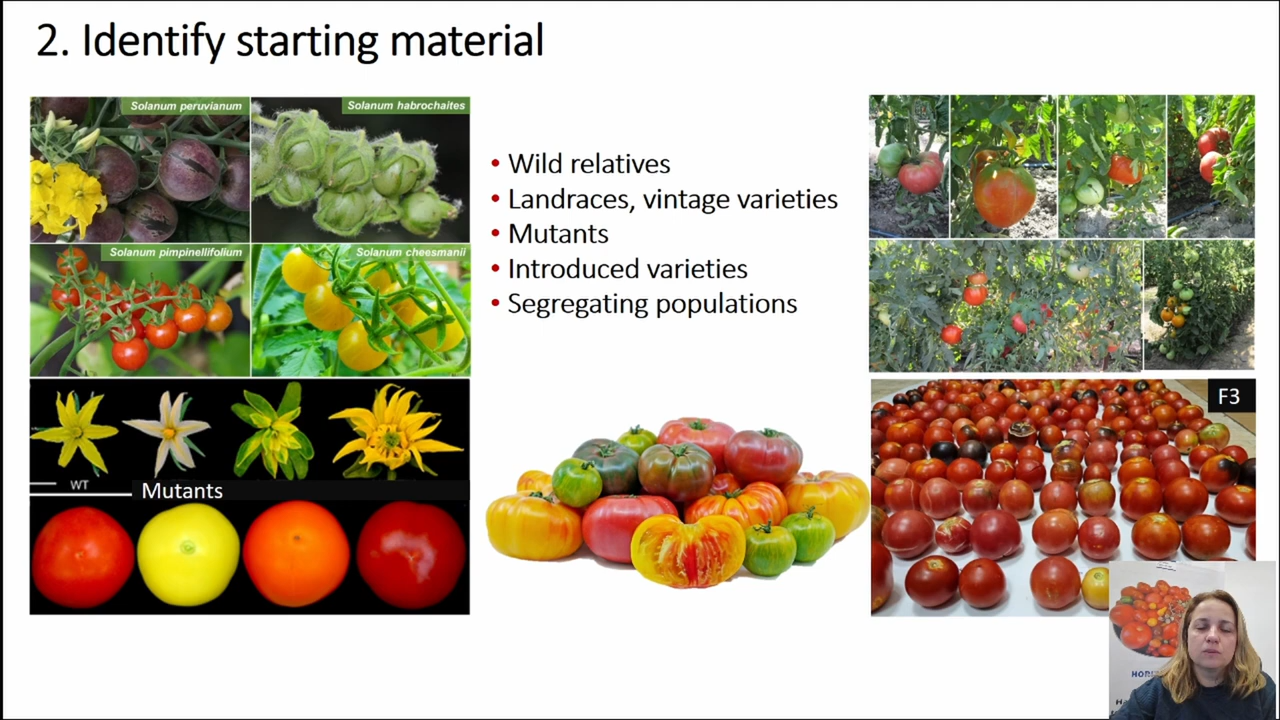 2. Identify starting material
Solanum peruvianum
Solanum habrochaites
Solanum pimpinellifolium
Solanum cheesmanii
WT
Mutants
• Wild relatives
• Landraces, vintage varieties
• Mutants
• Introduced varieties
• Segregating populations
F3